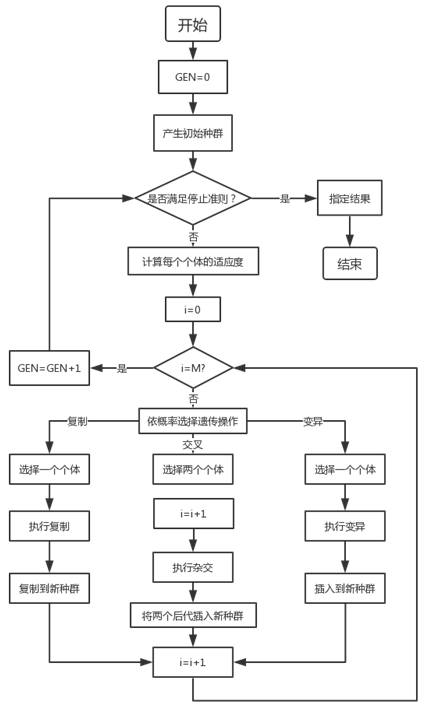 开始
GEN=0
产生初始种群
是否满足停止准则？
是
指定结果
否
结束
计算每个个体的适应度
i=0
GEN=GEN+1
是
i=M?
否
复制
依概率选择遗传操作
变异
交叉
选择一个个体
选择两个个体
选择一个个体
执行复制
i=i+1
执行变异
执行杂交
复制到新种群
插入到新种群
将两个后代插入新种群
i=i+1